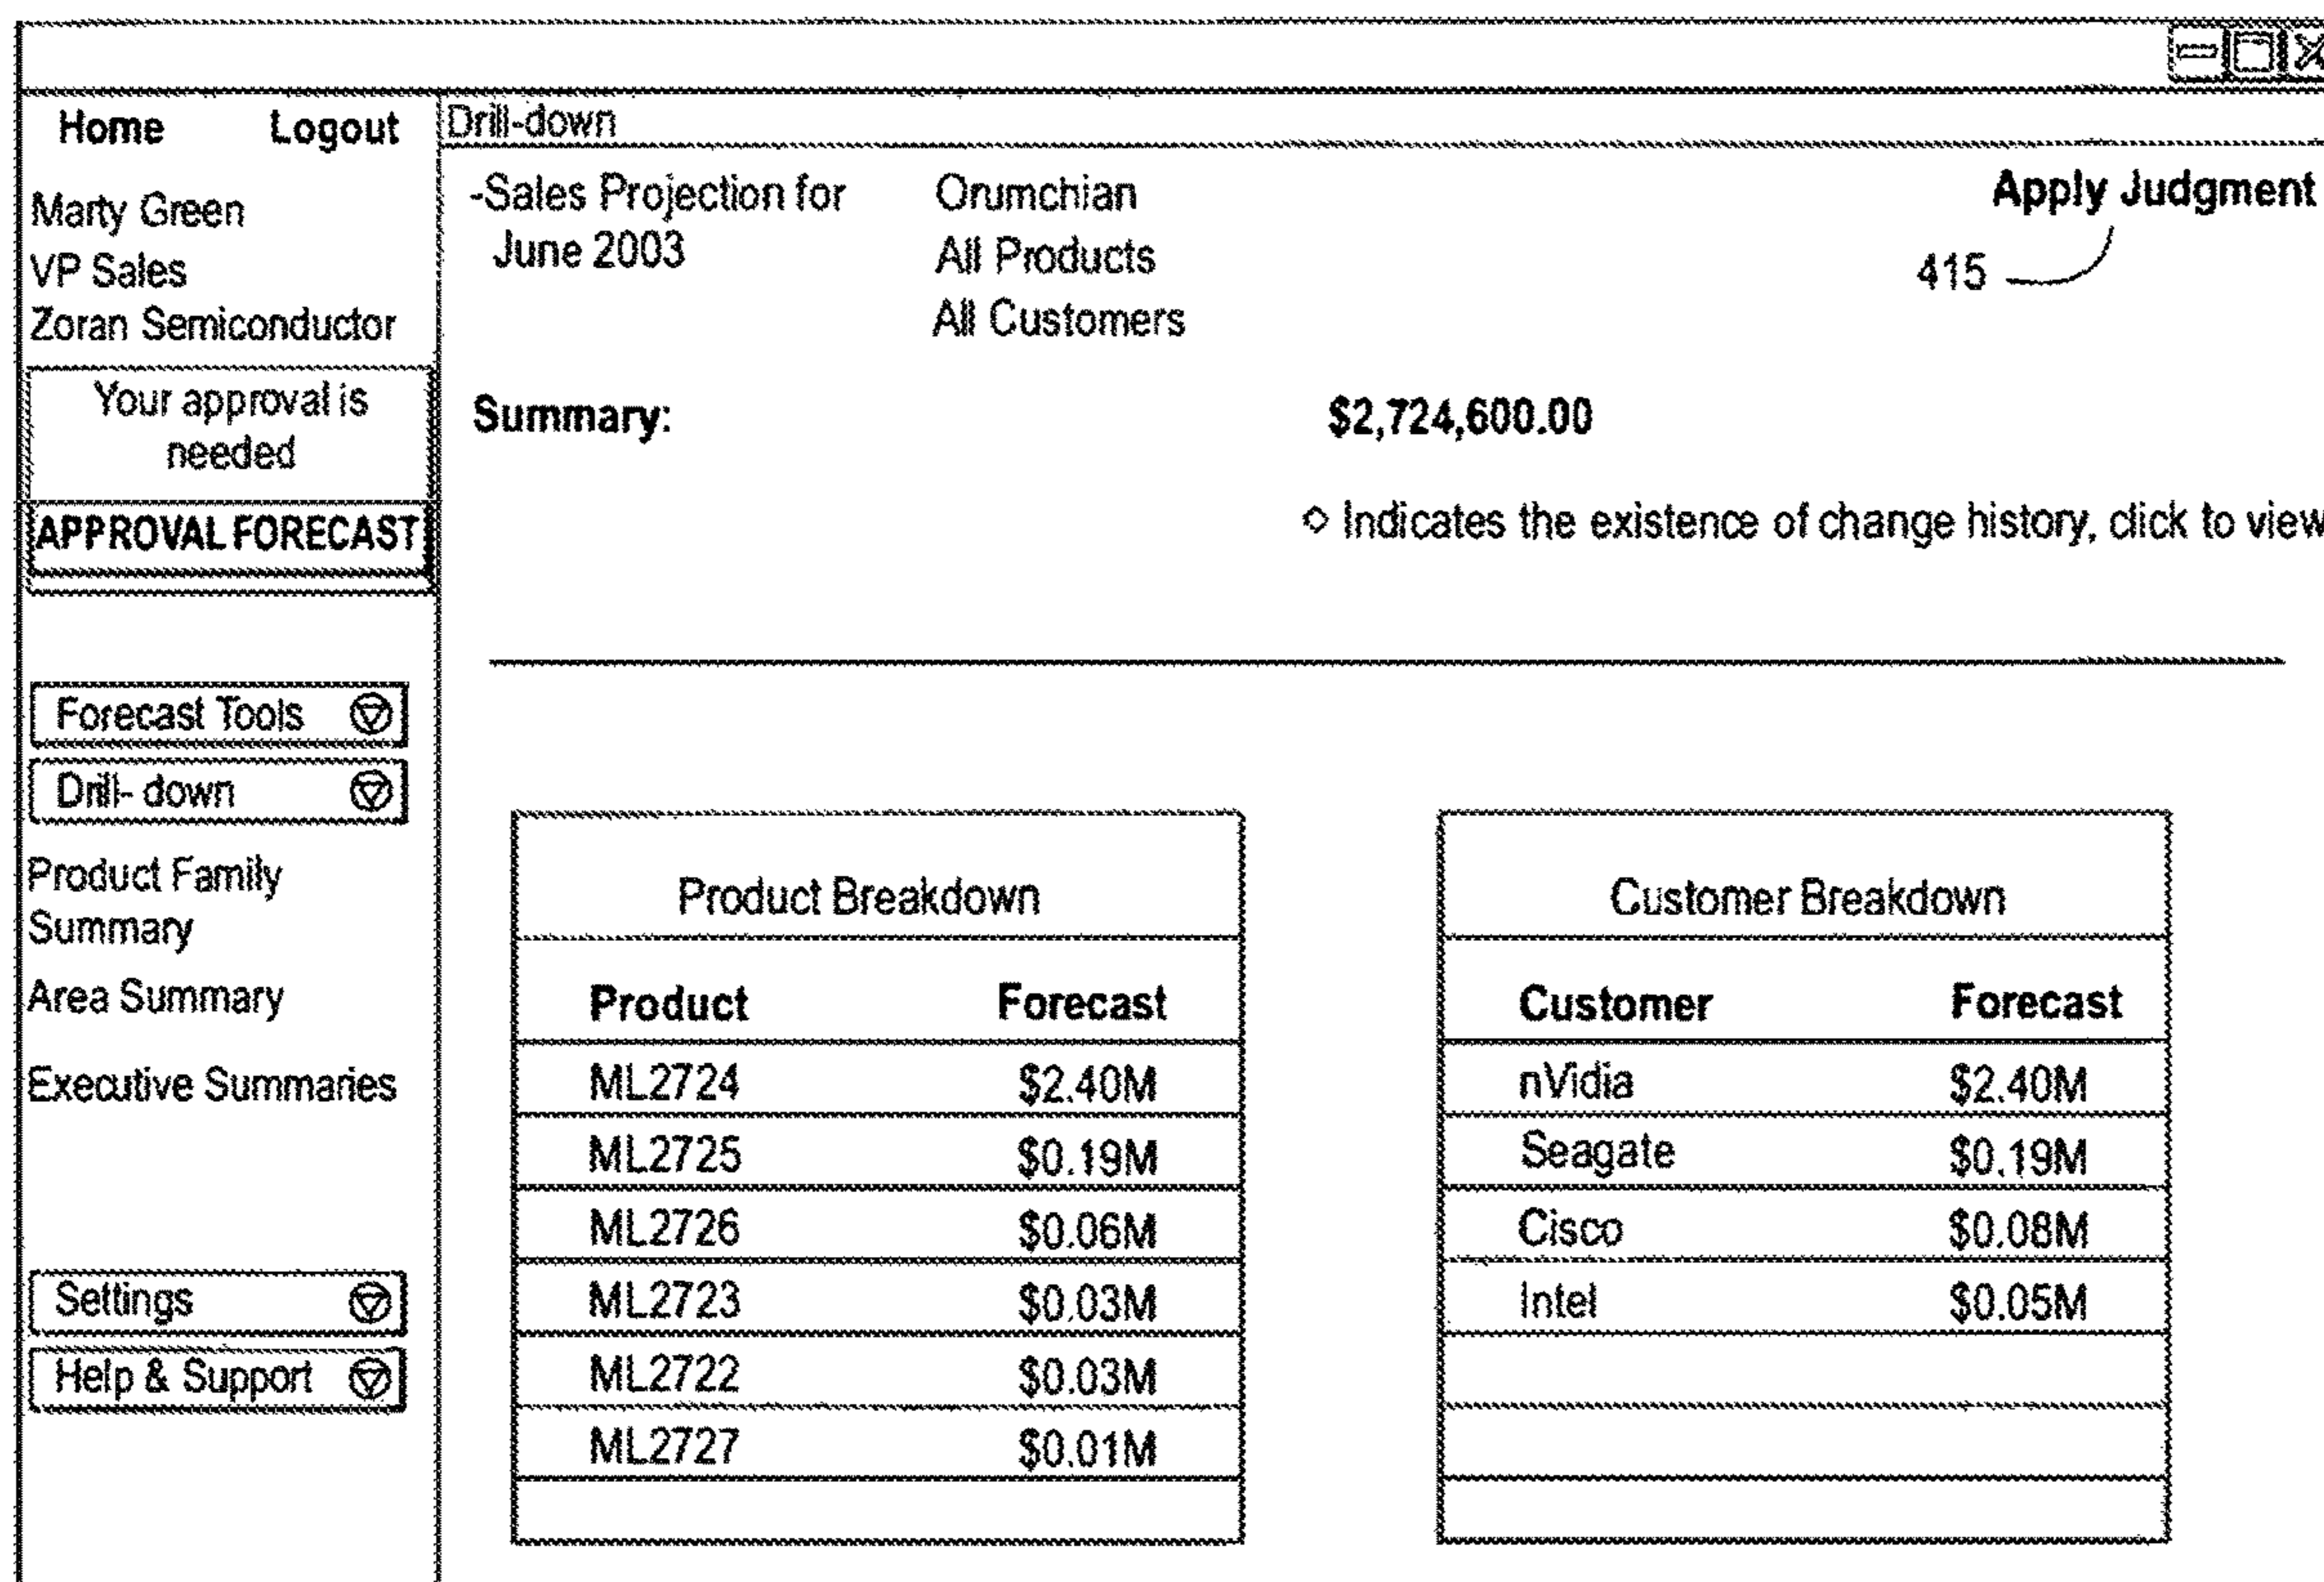 Home Logout
Marty Green
VP Sales
Zoran Semiconductor
Your approval is
needed
APPROVAL FORECAST
Forecast Tools
Drill- down
Product Family
Summary
Area Summary
Executive Summaries
Settings
Help & Support
Drill-down
-Sales Projection for
June 2003
Orumchian
All Products
All Customers
Apply Judgment
415
Summary: $2,724,600.00
◇ Indicates the existence of change history, click to view
Product Breakdown
Product Forecast
ML2724 $2.40M
ML2725 $0.19M
ML2726 $0.06M
ML2723 $0.03M
ML2722 $0.03M
ML2727 $0.01M
Customer Breakdown
Customer Forecast
nVidia $2.40M
Seagate $0.19M
Cisco $0.08M
Intel $0.05M